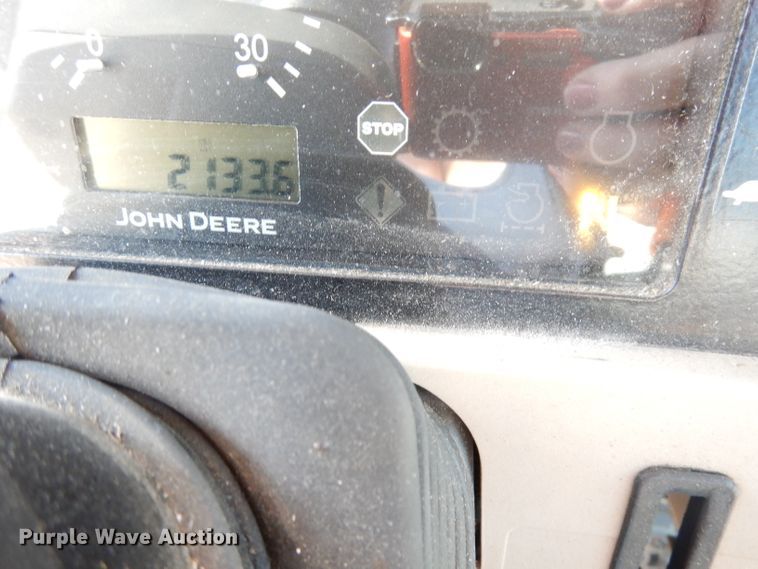 0
30
STOP
2133.6
JOHN DEERE
N
Purple Wave Auction